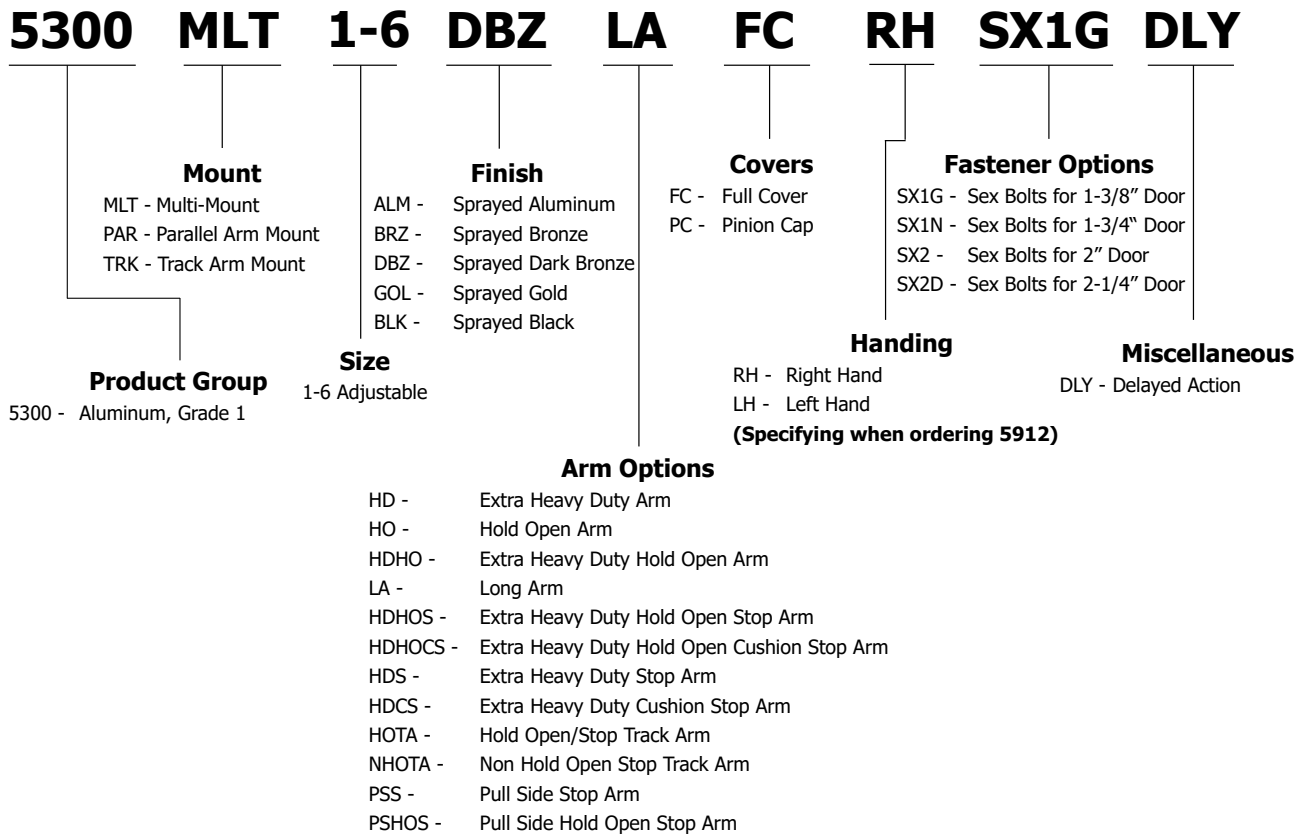 5300 MLT 1-6 DBZ LA FC RH SX1G DLY
Mount
MLT - Multi-Mount
PAR - Parallel Arm Mount
TRK - Track Arm Mount
Finish
ALM - Sprayed Aluminum
BRZ - Sprayed Bronze
DBZ - Sprayed Dark Bronze
GOL - Sprayed Gold
BLK - Sprayed Black
Covers
FC - Full Cover
PC - Pinion Cap
Fastener Options
SX1G - Sex Bolts for 1-3/8” Door
SX1N - Sex Bolts for 1-3/4“ Door
SX2 - Sex Bolts for 2” Door
SX2D - Sex Bolts for 2-1/4” Door
Product Group
5300 - Aluminum, Grade 1
Size
1-6 Adjustable
Handing
RH - Right Hand
LH - Left Hand
(Specifying when ordering 5912)
Miscellaneous
DLY - Delayed Action
Arm Options
HD - Extra Heavy Duty Arm
HO - Hold Open Arm
HDHO - Extra Heavy Duty Hold Open Arm
LA - Long Arm
HDHOS - Extra Heavy Duty Hold Open Stop Arm
HDHOCS - Extra Heavy Duty Hold Open Cushion Stop Arm
HDS - Extra Heavy Duty Stop Arm
HDCS - Extra Heavy Duty Cushion Stop Arm
HOTA - Hold Open/Stop Track Arm
NHOTA - Non Hold Open Stop Track Arm
PSS - Pull Side Stop Arm
PSHOS - Pull Side Hold Open Stop Arm